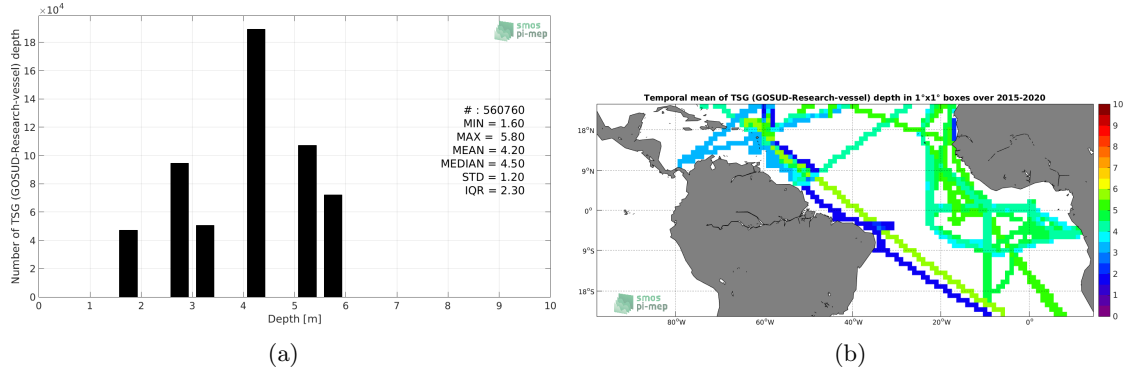 ×10⁴
18
16
14
12
10
8
6
4
2
0
Number of TSG (GOSUD-Research-vessel) depth
0 1 2 3 4 5 6 7 8 9 10
Depth [m]
smos
pi-mep
# : 560760
MIN = 1.60
MAX = 5.80
MEAN = 4.20
MEDIAN = 4.50
STD = 1.20
IQR = 2.30
(a)
Temporal mean of TSG (GOSUD-Research-vessel) depth in 1°x1° boxes over 2015-2020
18°N
9°N
0°
9°S
18°S
80°W 60°W 40°W 20°W 0°
smos
pi-mep
10
9
8
7
6
5
4
3
2
1
0
(b)